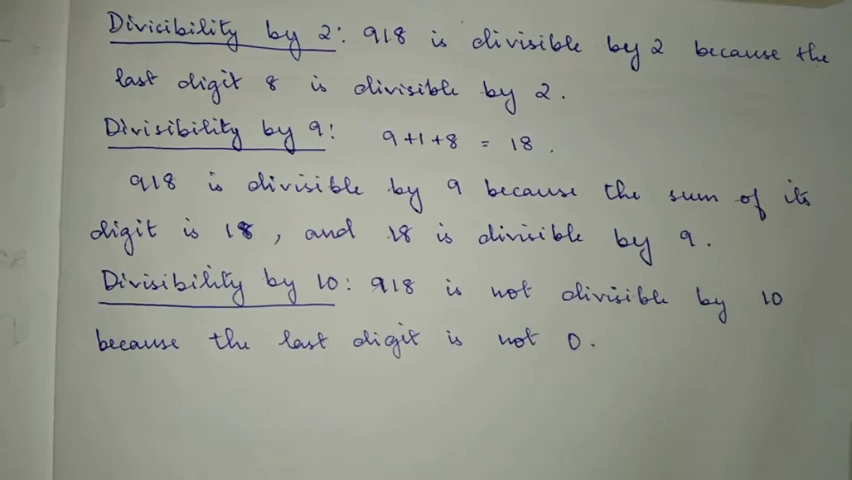 Divisibility by 2: 918 is divisible by 2 because the
last digit 8 is divisible by 2.
Divisibility by 9: 9+1+8 = 18.
918 is divisible by 9 because the sum of its
digit is 18, and 18 is divisible by 9.
Divisibility by 10: 918 is not divisible by 10
because the last digit is not 0.